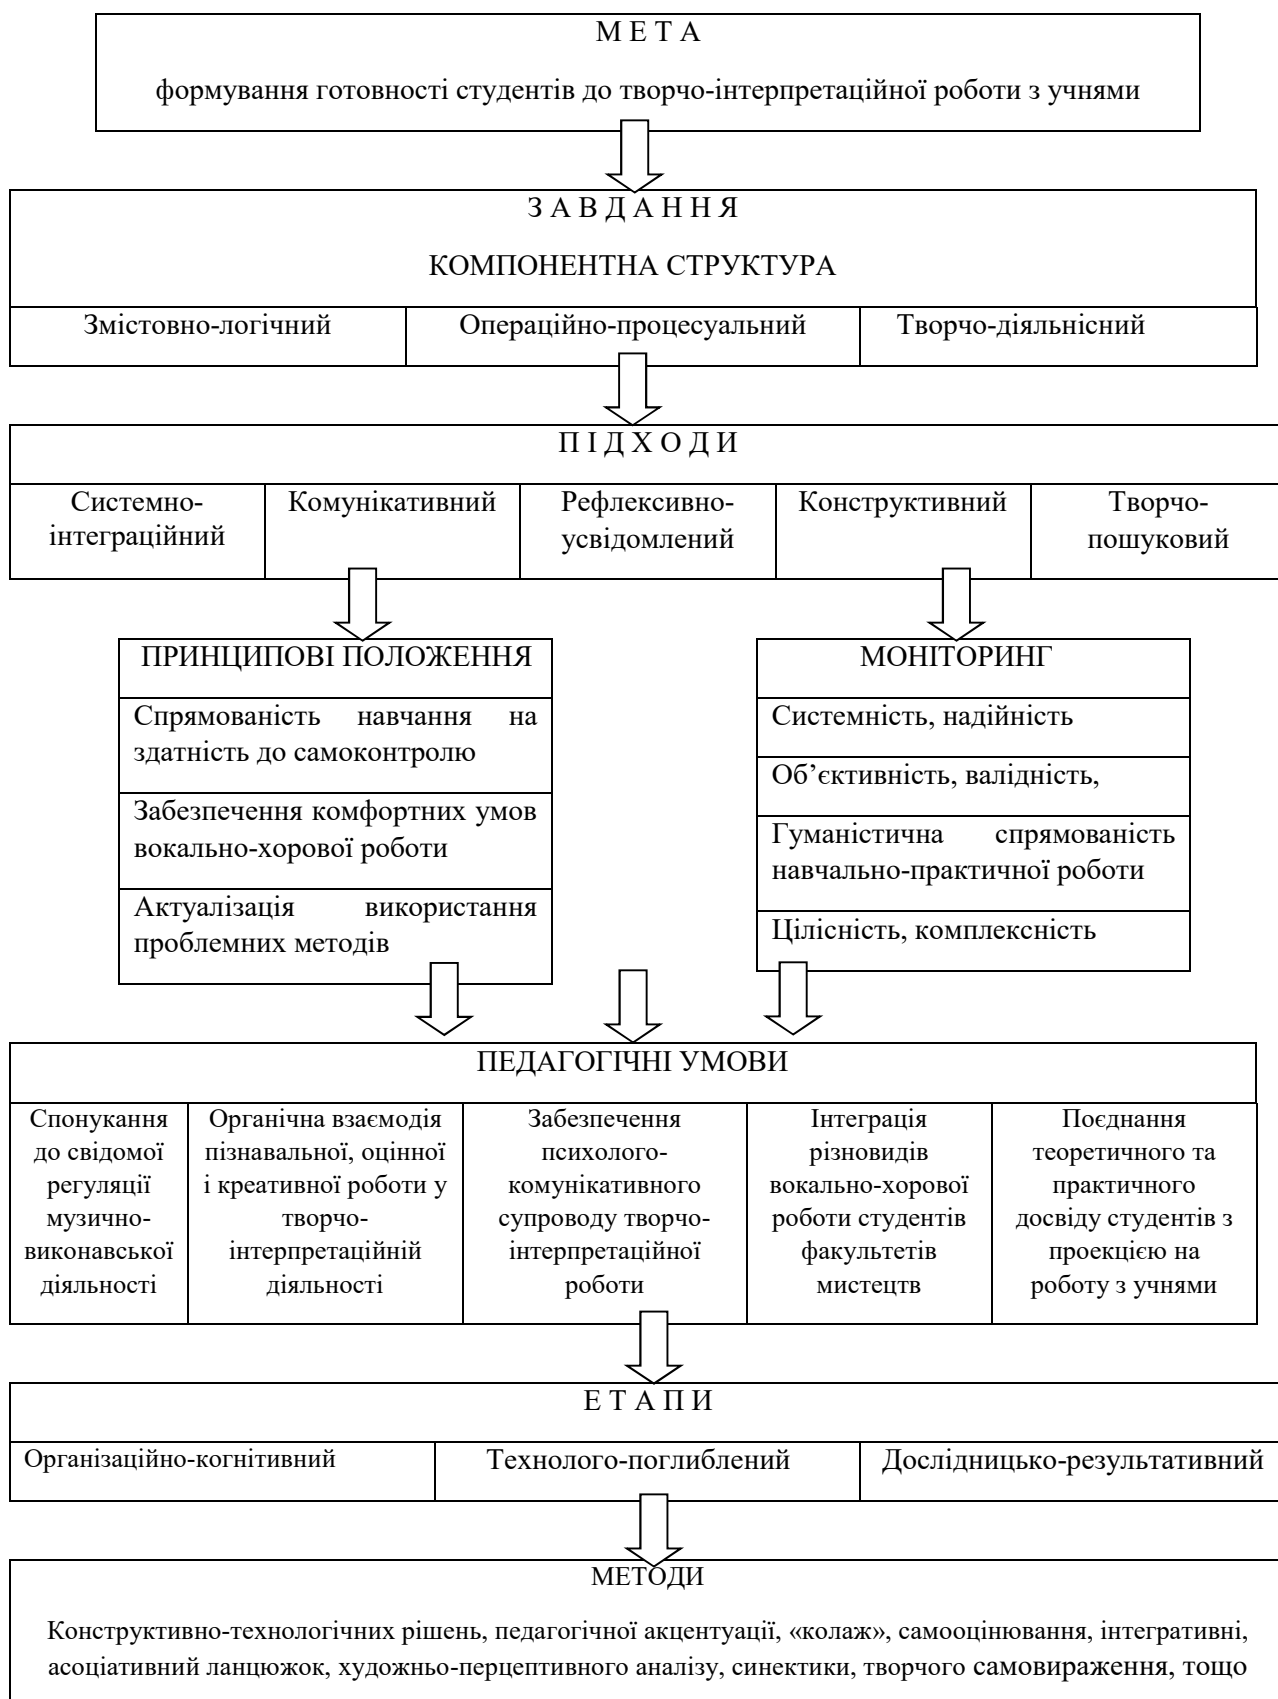 М Е Т А
формування готовності студентів до творчо-інтерпретаційної роботи з учнями
З А В Д А Н Н Я
КОМПОНЕНТНА СТРУКТУРА
Змістовно-логічний
Операційно-процесуальний
Творчо-діяльнісний
П І Д Х О Д И
Системно-
інтеграційний
Комунікативний
Рефлексивно-
усвідомлений
Конструктивний
Творчо-
пошуковий
ПРИНЦИПОВІ ПОЛОЖЕННЯ
Спрямованість навчання на
здатність до самоконтролю
Забезпечення комфортних умов
вокально-хорової роботи
Актуалізація використання
проблемних методів
МОНІТОРИНГ
Системність, надійність
Об’єктивність, валідність,
Гуманістична спрямованість
навчально-практичної роботи
Цілісність, комплексність
ПЕДАГОГІЧНІ УМОВИ
Спонукання
до свідомої
регуляції
музично-
виконавської
діяльності
Органічна взаємодія
пізнавальної, оцінної
і креативної роботи у
творчо-
інтерпретаційній
діяльності
Забезпечення
психолого-
комунікативного
супроводу творчо-
інтерпретаційної
роботи
Інтеграція
різновидів
вокально-хорової
роботи студентів
факультетів
мистецтв
Поєднання
теоретичного та
практичного
досвіду студентів з
проекцією на
роботу з учнями
Е Т А П И
Організаційно-когнітивний
Технолого-поглиблений
Дослідницько-результативний
МЕТОДИ
Конструктивно-технологічних рішень, педагогічної акцентуації, «колаж», самооцінювання, інтегративні,
асоціативний ланцюжок, художньо-перцептивного аналізу, синектики, творчого самовираження, тощо